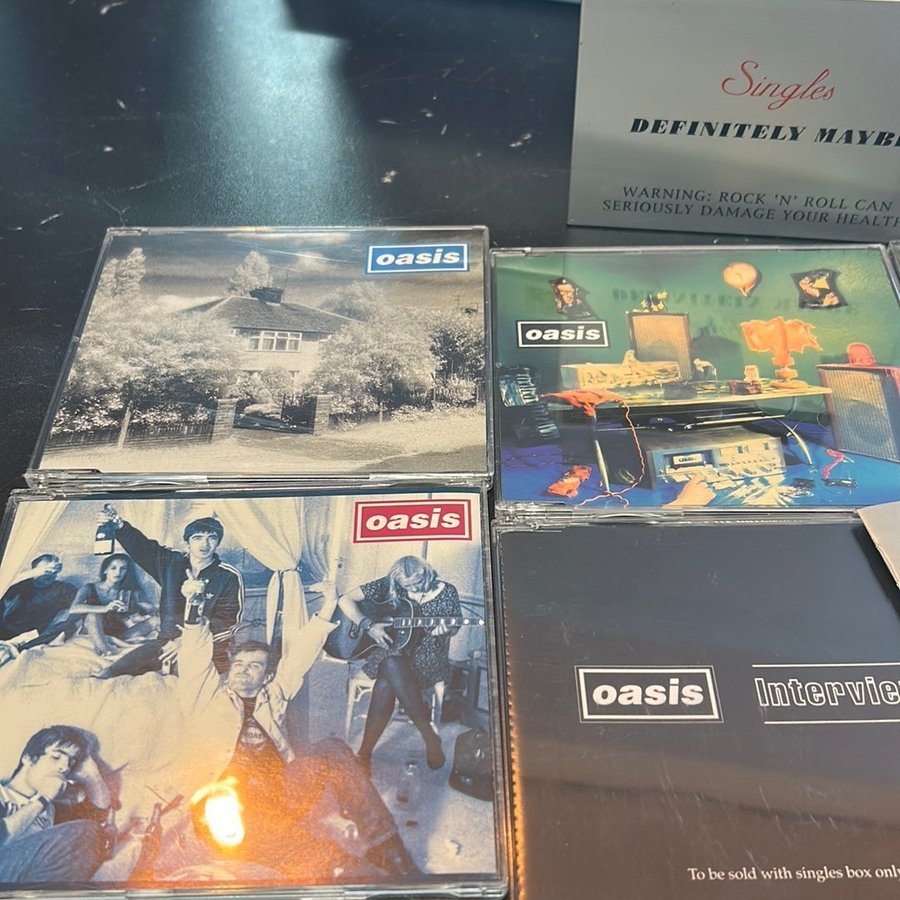 Singles
DEFINITELY MAYB
WARNING: ROCK 'N' ROLL CAN
SERIOUSLY DAMAGE YOUR HEALTH
oasis
oasis
oasis
oasis
Intervie
To be sold with singles box only